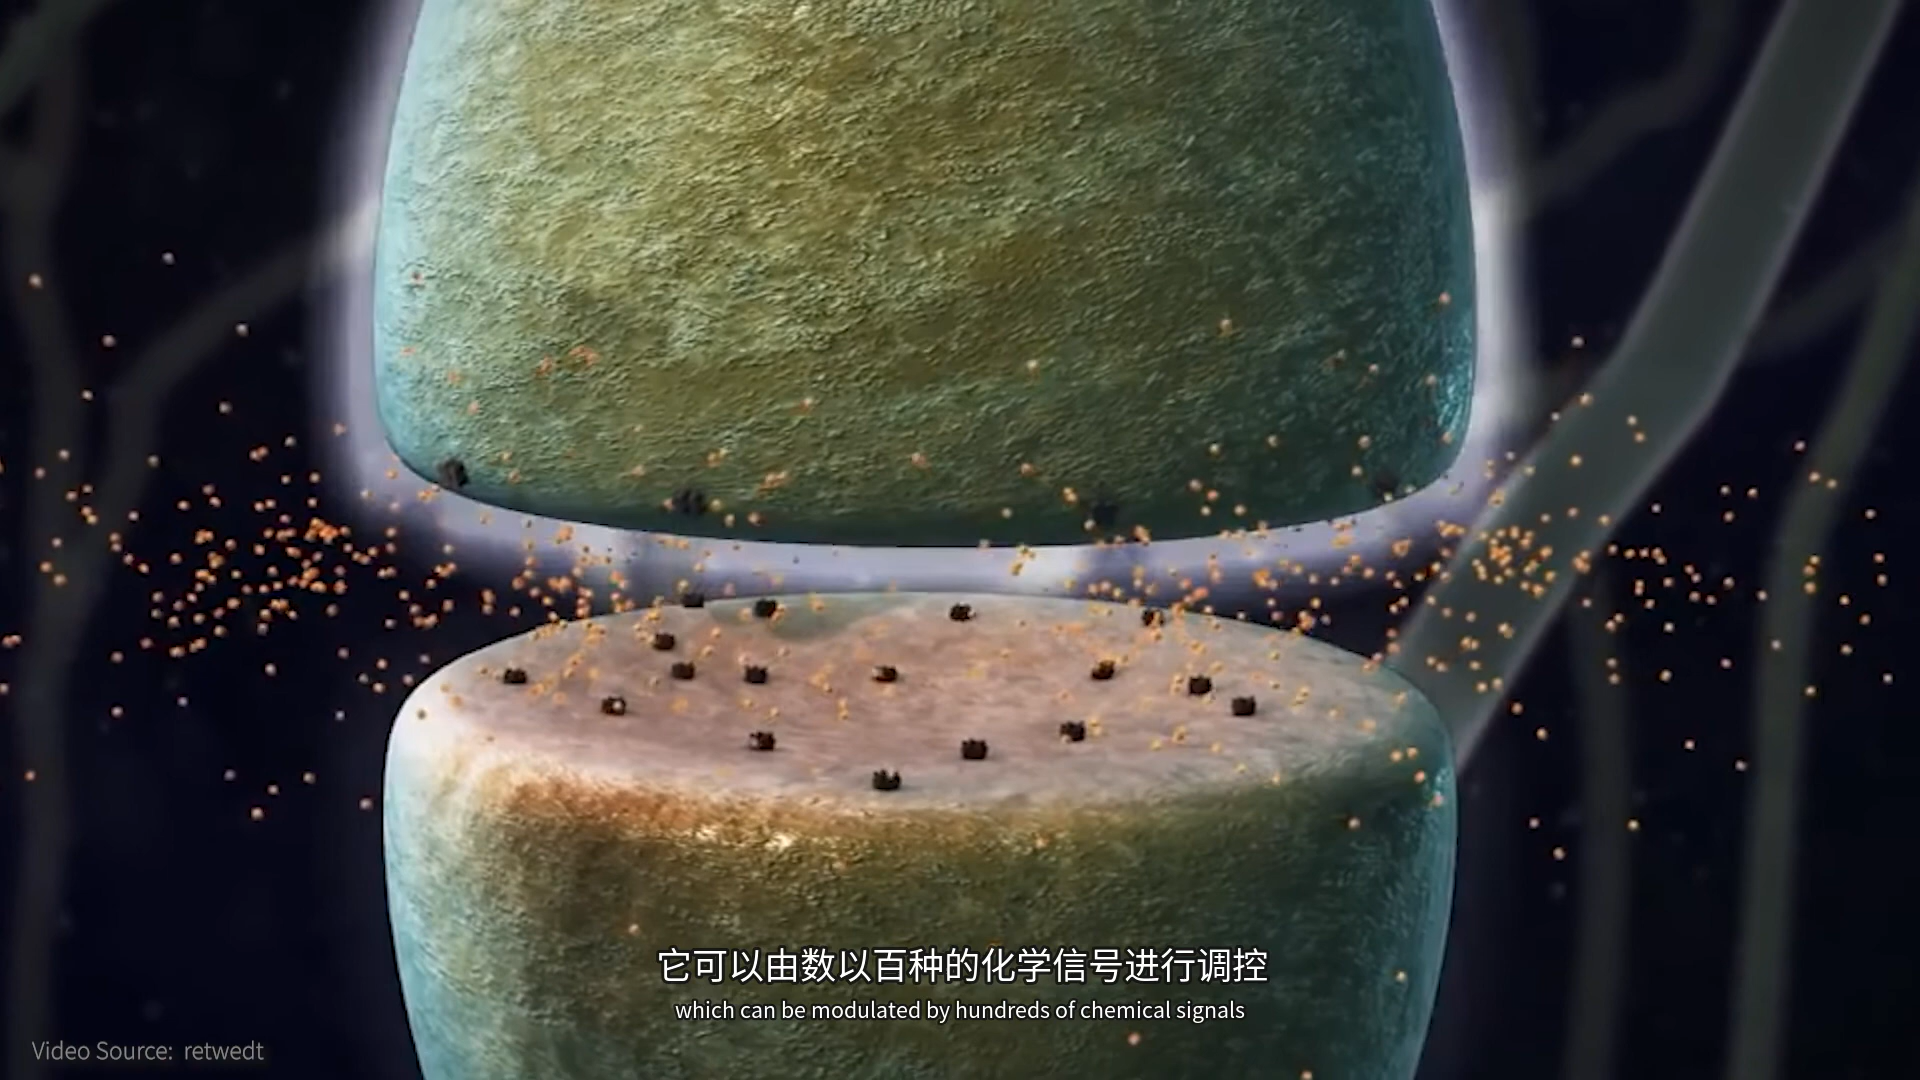 它可以由数以百种的化学信号进行调控
which can be modulated by hundreds of chemical signals
Video Source: retwedt